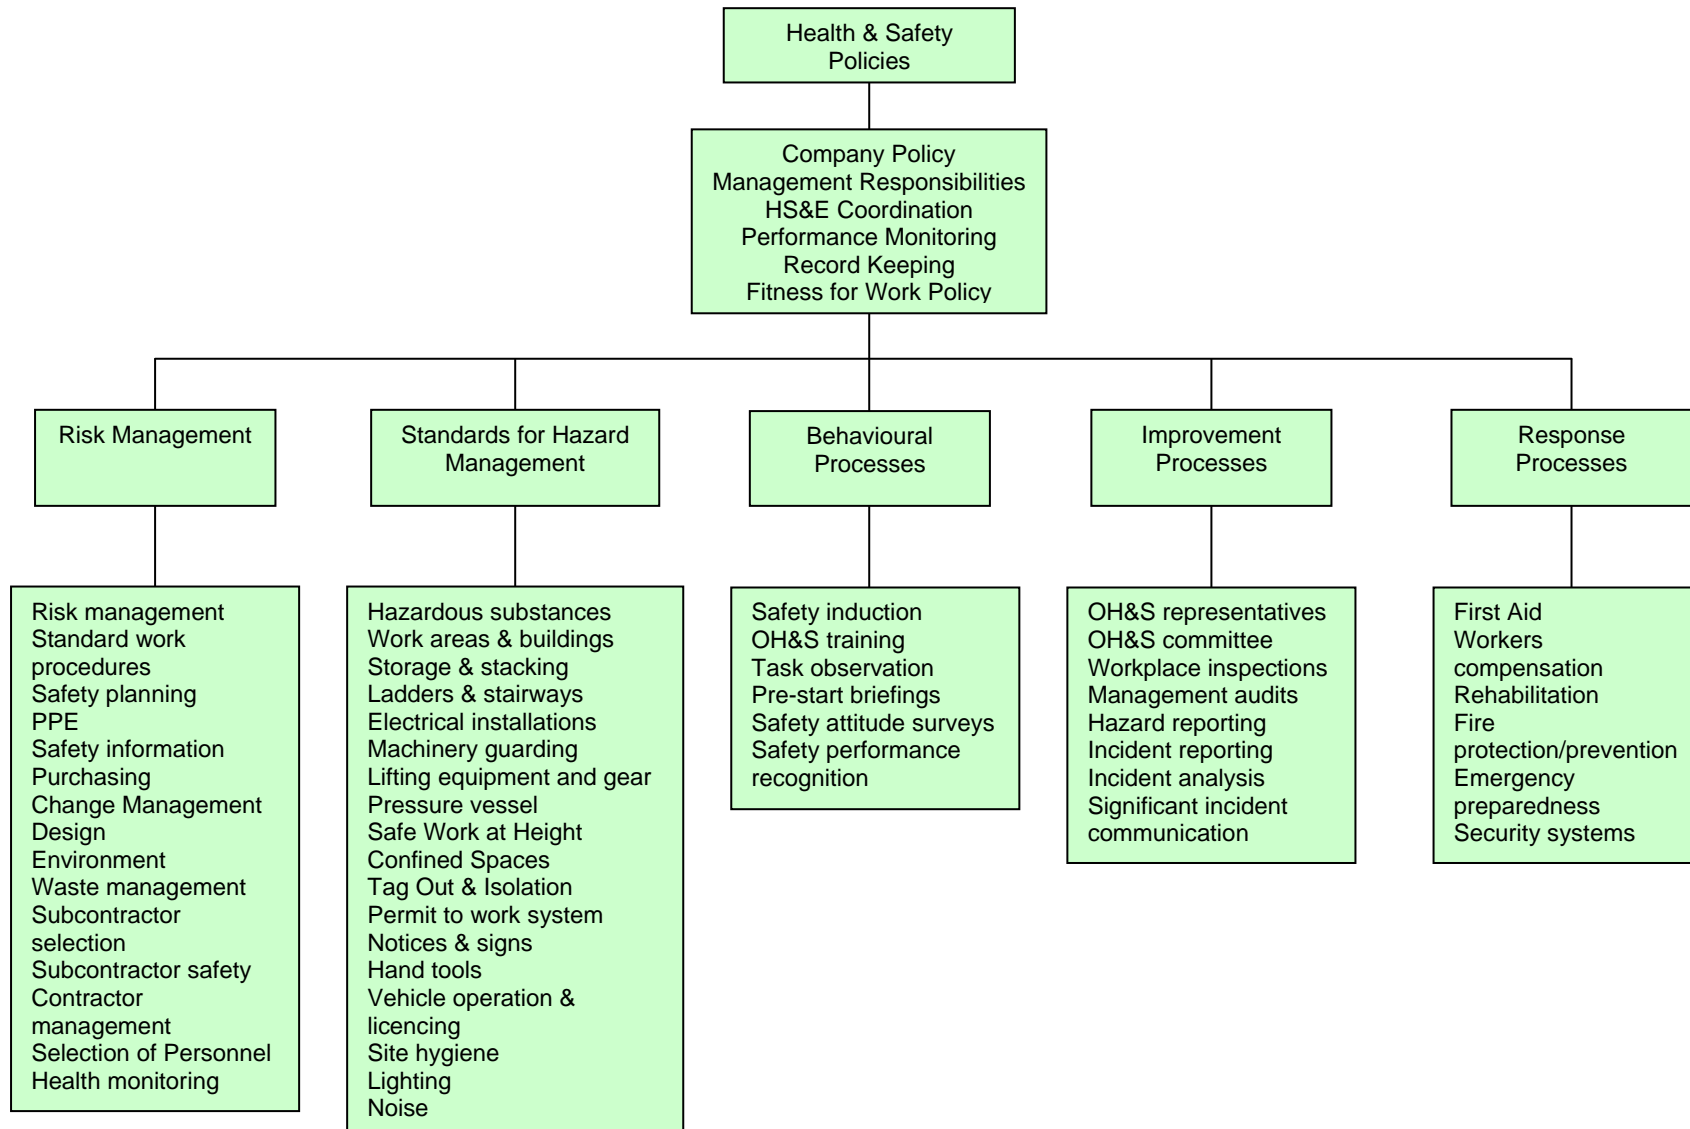 Health & Safety
Policies
Company Policy
Management Responsibilities
HS&E Coordination
Performance Monitoring
Record Keeping
Fitness for Work Policy
Risk Management
Standards for Hazard
Management
Behavioural
Processes
Improvement
Processes
Response
Processes
Risk management
Standard work
procedures
Safety planning
PPE
Safety information
Purchasing
Change Management
Design
Environment
Waste management
Subcontractor
selection
Subcontractor safety
Contractor
management
Selection of Personnel
Health monitoring
Hazardous substances
Work areas & buildings
Storage & stacking
Ladders & stairways
Electrical installations
Machinery guarding
Lifting equipment and gear
Pressure vessel
Safe Work at Height
Confined Spaces
Tag Out & Isolation
Permit to work system
Notices & signs
Hand tools
Vehicle operation &
licencing
Site hygiene
Lighting
Noise
Safety induction
OH&S training
Task observation
Pre-start briefings
Safety attitude surveys
Safety performance
recognition
OH&S representatives
OH&S committee
Workplace inspections
Management audits
Hazard reporting
Incident reporting
Incident analysis
Significant incident
communication
First Aid
Workers
compensation
Rehabilitation
Fire
protection/prevention
Emergency
preparedness
Security systems